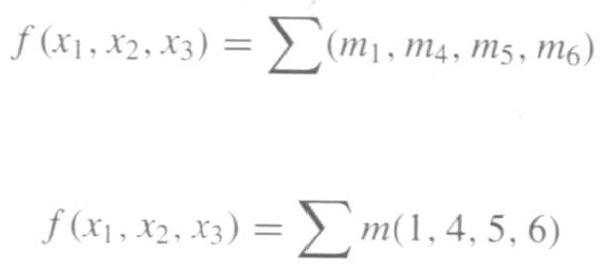 f(x₁, x₂, x₃) = ∑(m₁, m₄, m₅, m₆)
f(x₁, x₂, x₃) = ∑ m(1, 4, 5, 6)